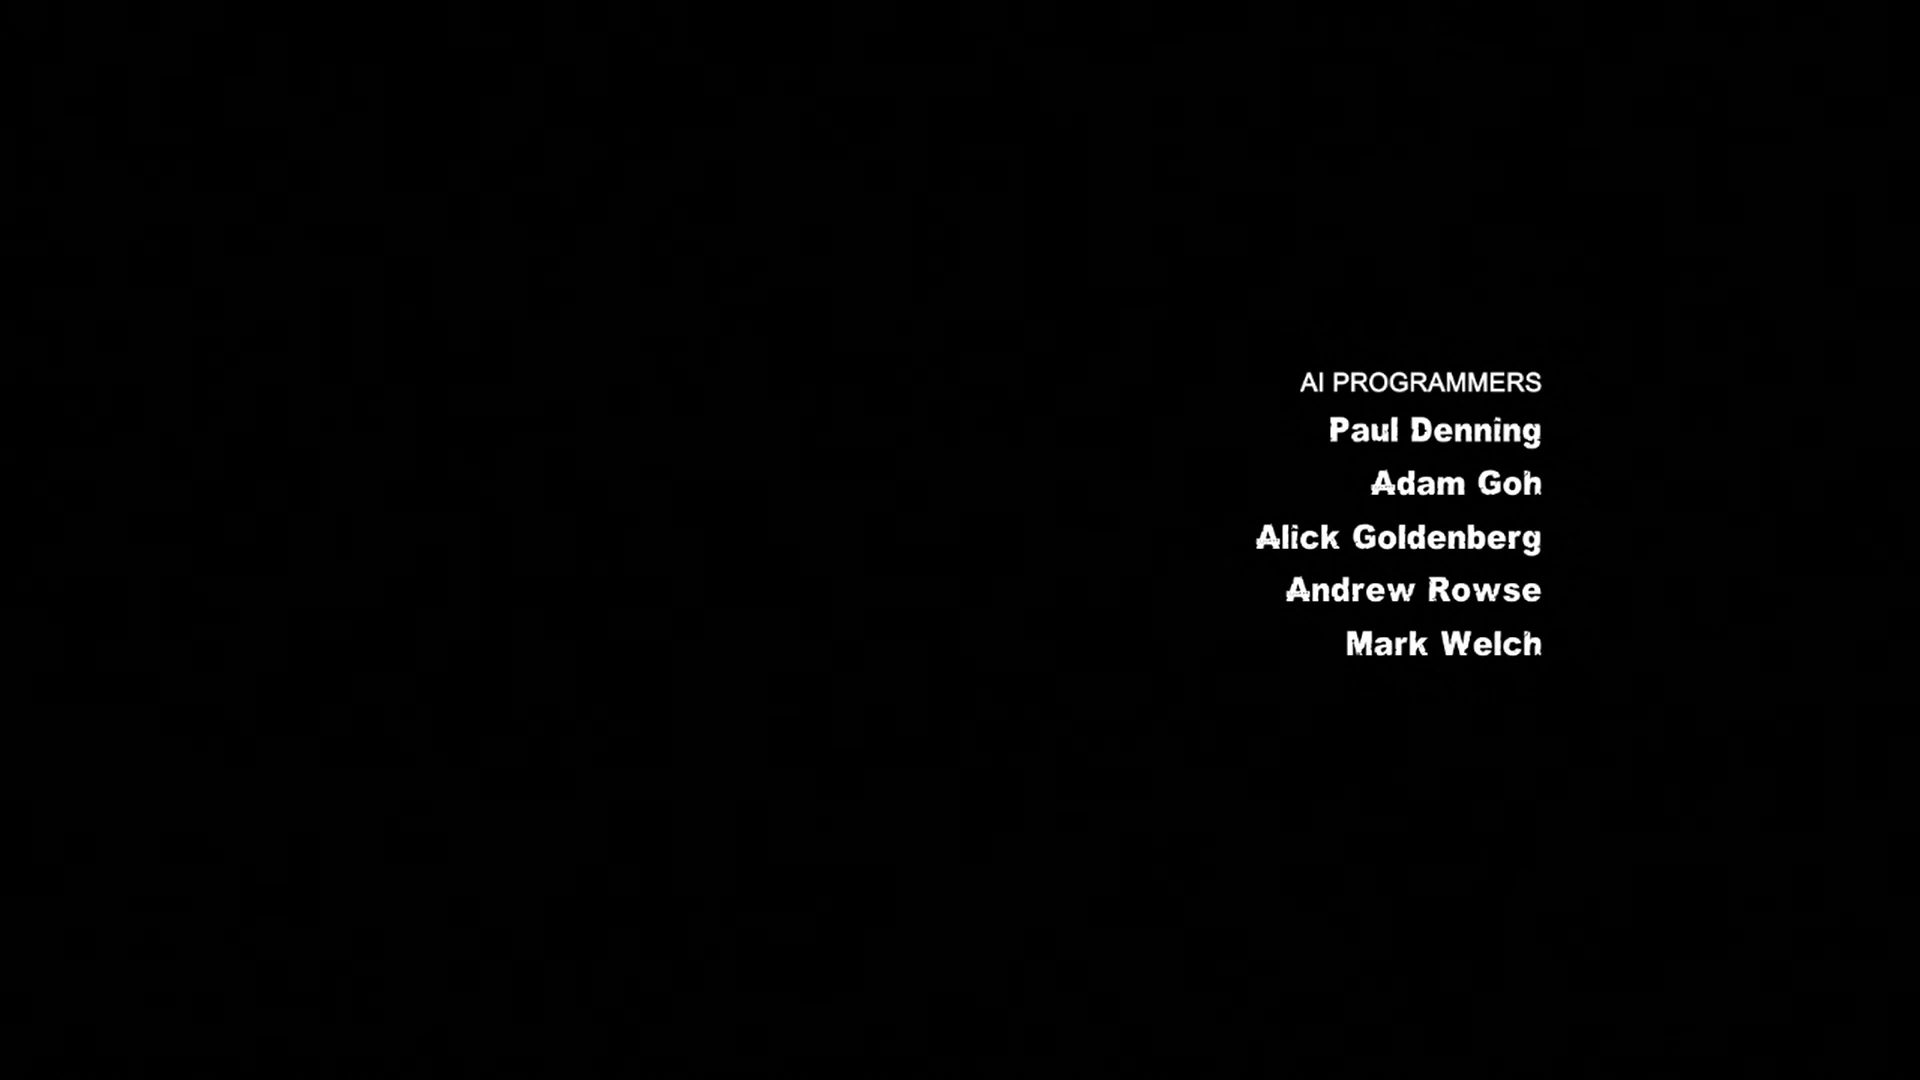 AI PROGRAMMERS
Paul Denning
Adam Goh
Alick Goldenberg
Andrew Rowse
Mark Welch